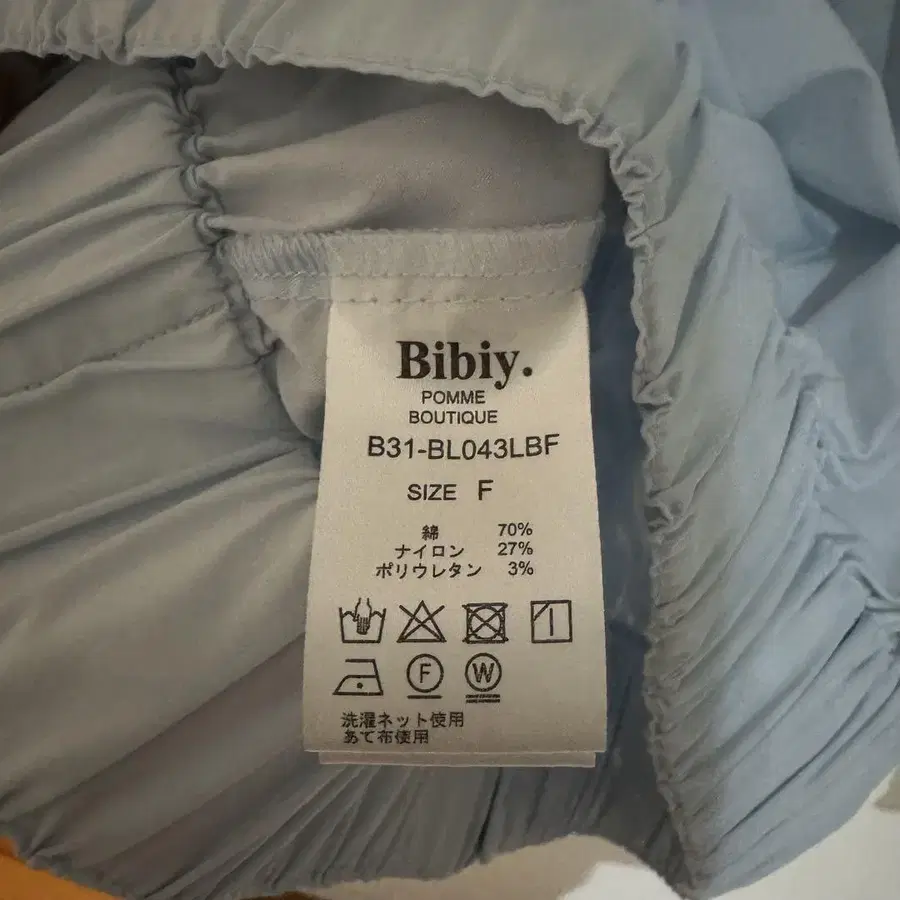 Bibiy.
POMME
BOUTIQUE
B31-BL043LBF
SIZE F
綿 70%
ナイロン 27%
ポリウレタン 3%
F W
洗濯ネット使用
あて布使用